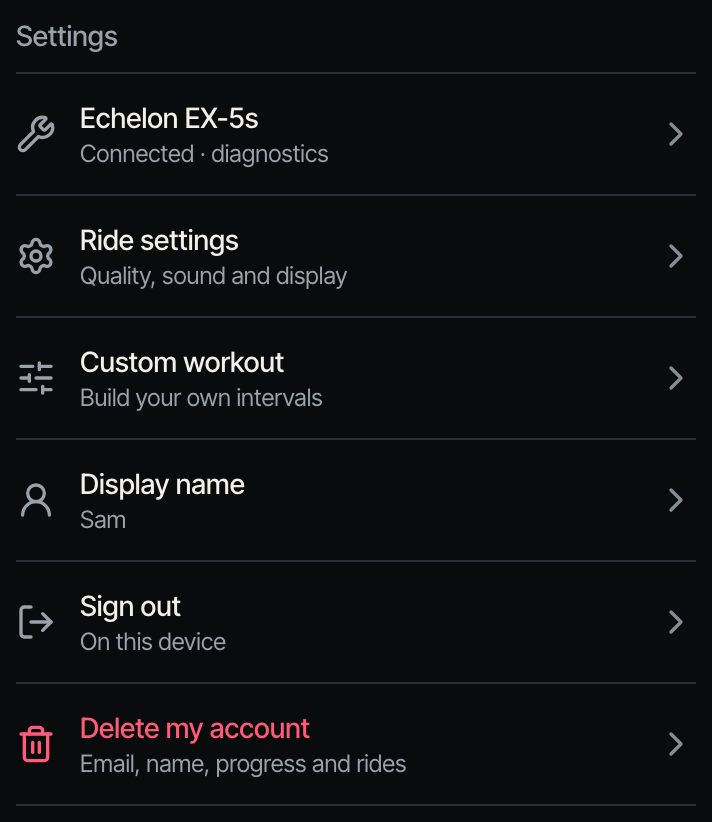 Settings
Echelon EX-5s
Connected · diagnostics
Ride settings
Quality, sound and display
Custom workout
Build your own intervals
Display name
Sam
Sign out
On this device
Delete my account
Email, name, progress and rides